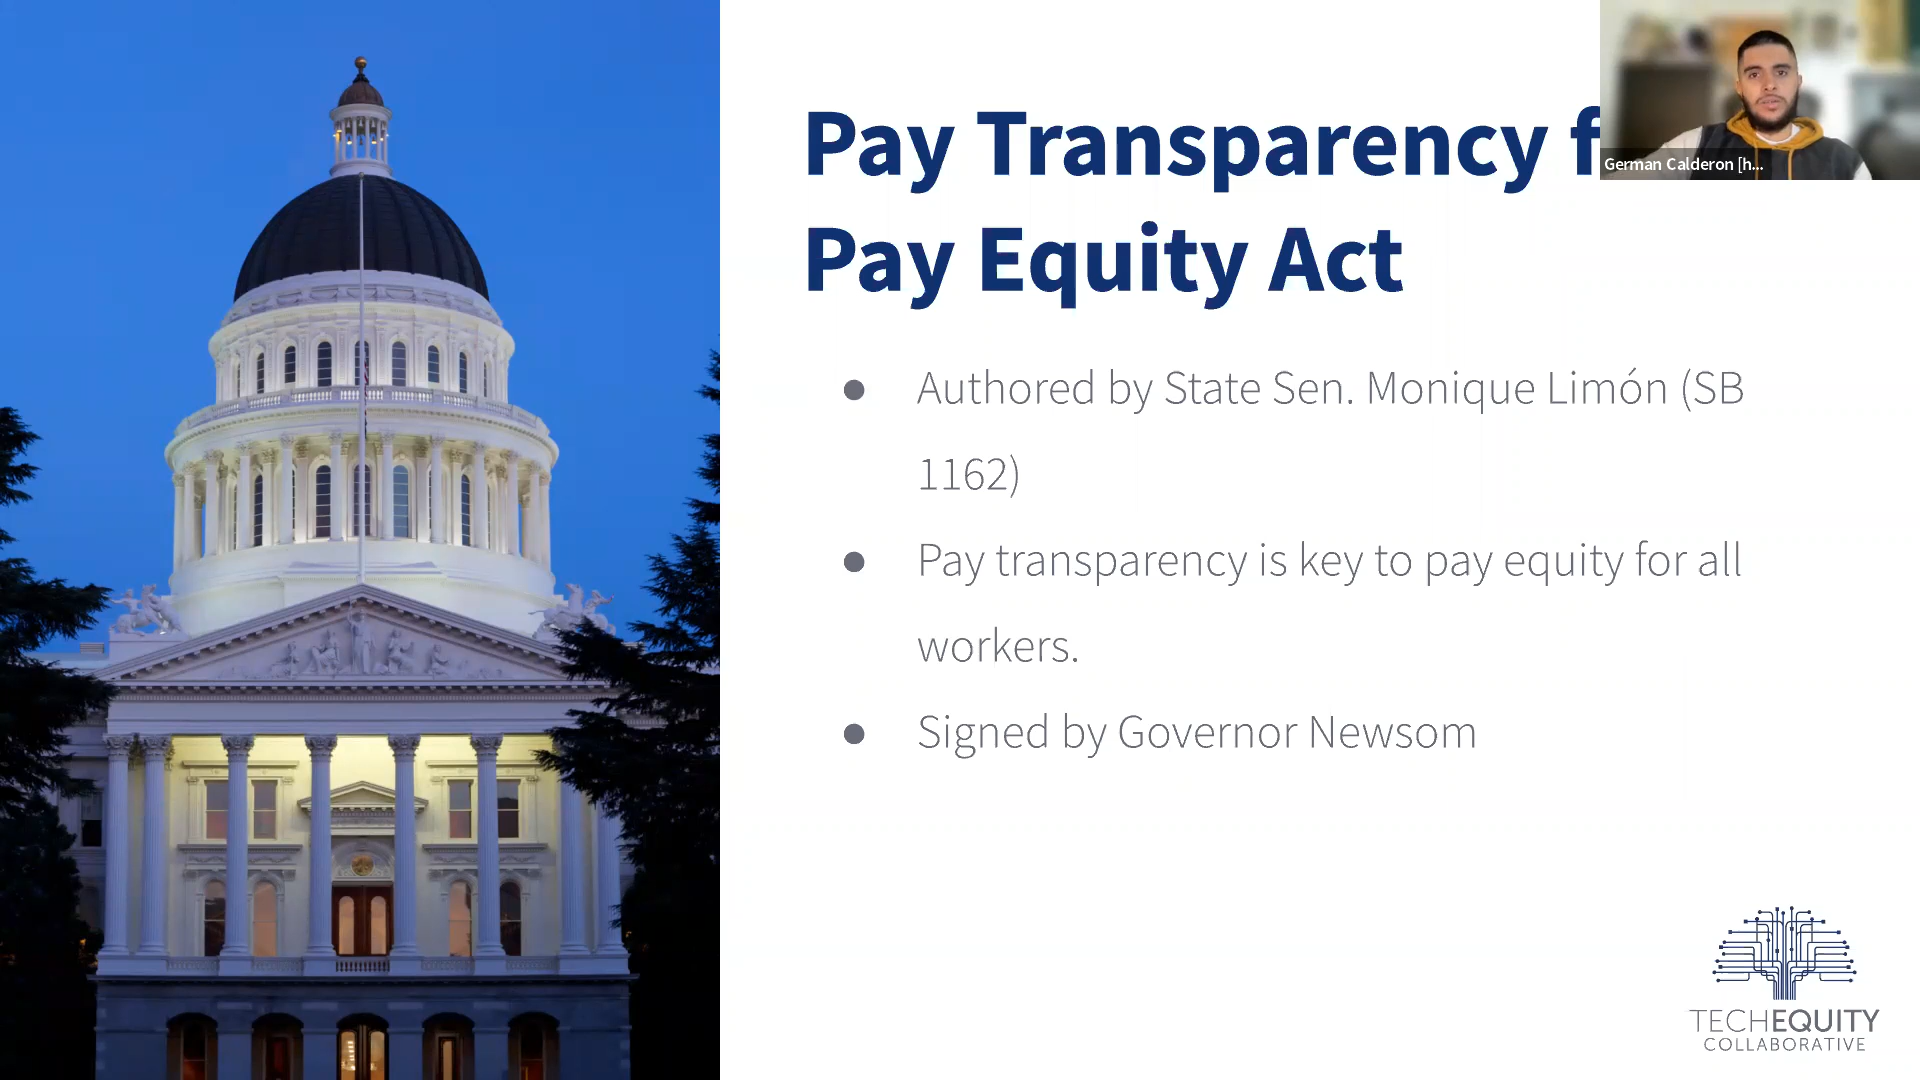 Pay Transparency f
Pay Equity Act
German Calderon [h...
● Authored by State Sen. Monique Limón (SB
1162)
● Pay transparency is key to pay equity for all
workers.
● Signed by Governor Newsom
TECHEQUITY
COLLABORATIVE